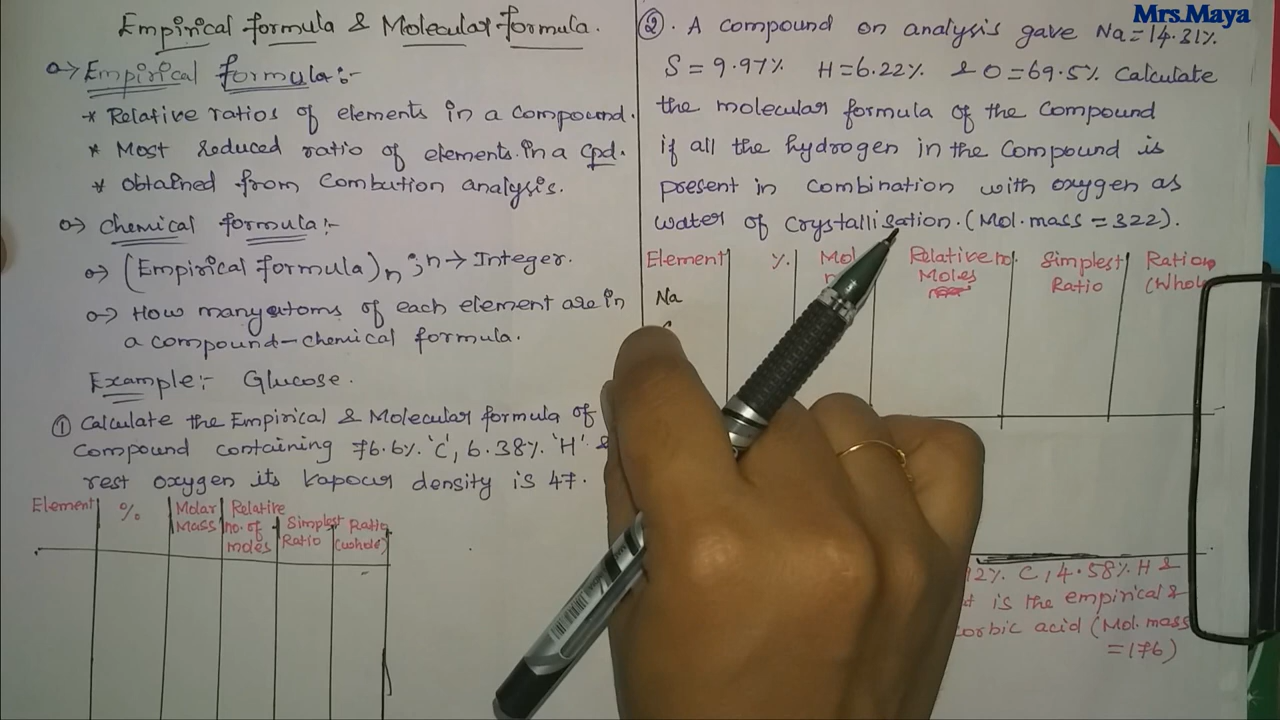 Mrs.Maya
Empirical formula & Molecular formula.
Empirical formula:-
* Relative ratios of elements in a compound.
* Most reduced ratio of elements in a cpd.
* obtained from Combution analysis.
Chemical formula:-
(Empirical formula)n ; n→ Integer.
How many atoms of each element are in
a compound - chemical formula.
Example:- Glucose.
① Calculate the Empirical & Molecular formula of
Compound containing 76.6% 'C', 6.38% 'H' &
rest oxygen its Vapour density is 47.
Element % Molar Mass Relative no. of moles Simplest Ratio Ratio (whole)
②. A compound on analysis gave Na=14.31%
S = 9.97% H=6.22% & O=69.5% Calculate
the molecular formula of the Compound
if all the hydrogen in the Compound is
present in combination with oxygen as
water of Crystallisation. (Mol. mass = 322).
Element % Mol Relative no. Moles Simplest Ratio Ration (whole
Na
12% C, 4.58% H &
is the empirical &
corbic acid (Mol. mass
=176)